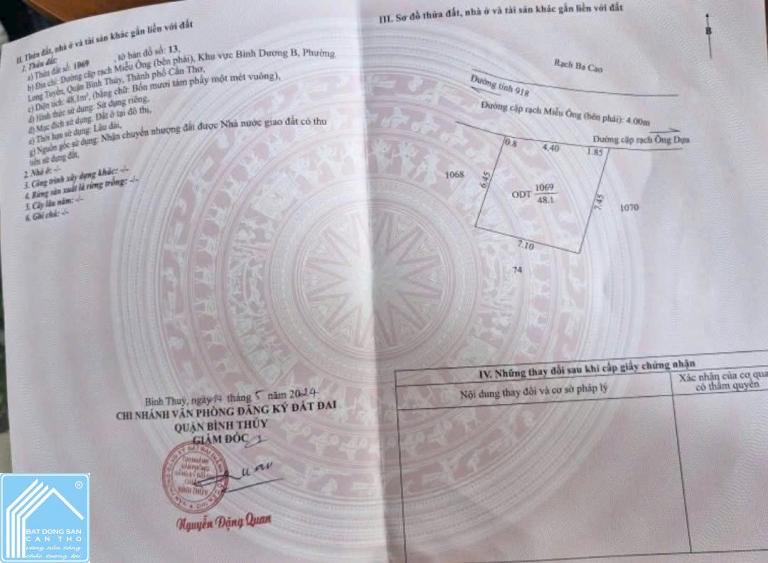 II. Thửa đất, nhà ở và tài sản khác gắn liền với đất
1. Thửa đất:
a) Thửa đất số: 1069 , tờ bản đồ số: 13,
b) Địa chỉ: Đường cặp rạch Miễu Ông (bên phải), Khu vực Bình Dương B, Phường
Long Tuyền, Quận Bình Thủy, Thành phố Cần Thơ,
c) Diện tích: 48,1m², (bằng chữ: Bốn mươi tám phẩy một mét vuông),
d) Hình thức sử dụng: Sử dụng riêng,
đ) Mục đích sử dụng: Đất ở tại đô thị,
e) Thời hạn sử dụng: Lâu dài,
g) Nguồn gốc sử dụng: Nhận chuyển nhượng đất được Nhà nước giao đất có thu
tiền sử dụng đất,
2. Nhà ở: -/-
3. Công trình xây dựng khác: -/-
4. Rừng sản xuất là rừng trồng: -/-
5. Cây lâu năm: -/-
6. Ghi chú: -/-
Bình Thuỷ, ngày 14 tháng 5 năm 2024
CHI NHÁNH VĂN PHÒNG ĐĂNG KÝ ĐẤT ĐAI
QUẬN BÌNH THỦY
GIÁM ĐỐC
BÌNH THỦY
Nguyễn Đặng Quan
III. Sơ đồ thửa đất, nhà ở và tài sản khác gắn liền với đất
B
Rạch Ba Cao
Đường tỉnh 918
Đường cặp rạch Miễu Ông (bên phải): 4.00m
Đường cặp rạch Ông Dựa
0.8 4.40 1.85
1068
6.45
ODT 1069
48.1
7.45
1070
7.10
74
IV. Những thay đổi sau khi cấp giấy chứng nhận
Nội dung thay đổi và cơ sở pháp lý
Xác nhận của cơ qua
có thẩm quyền
®
BAT DONG SAN
CAN THO